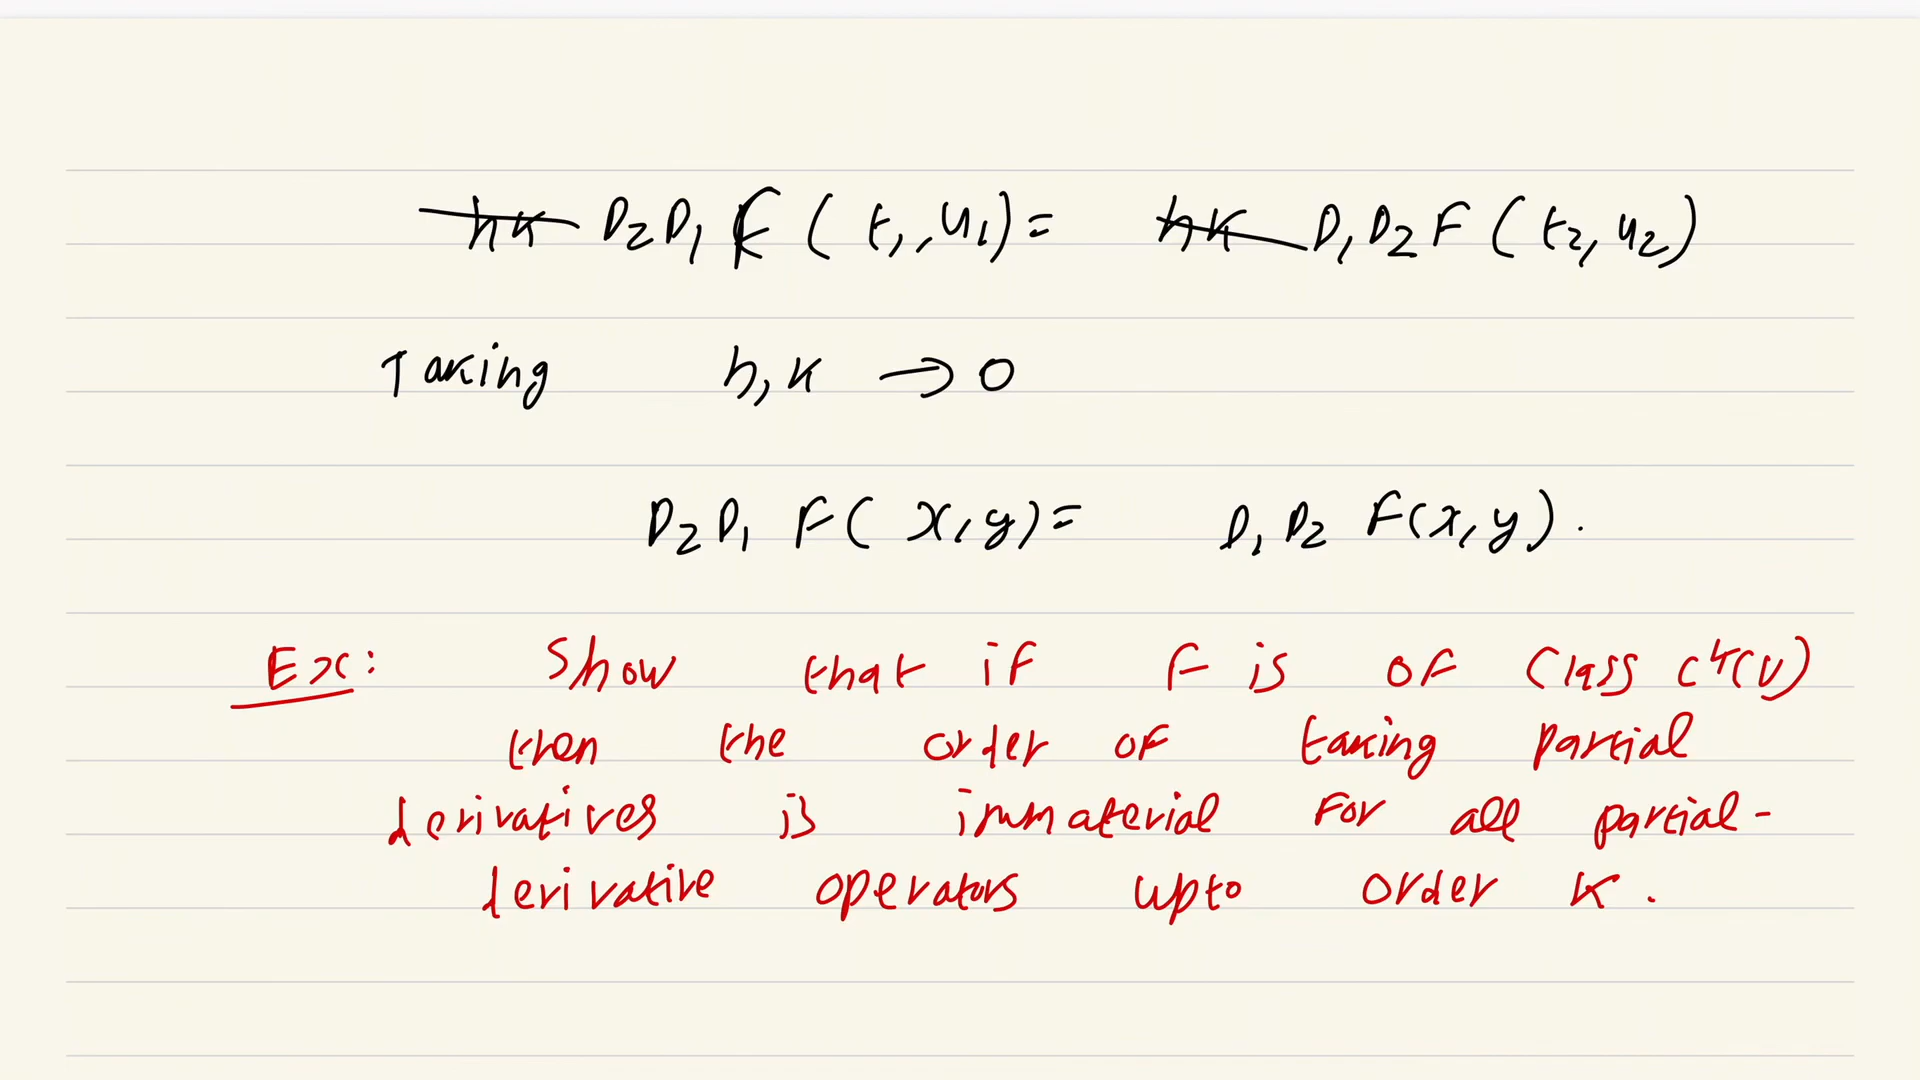 hk D₂D₁ F(t₁,u₁) = hk D₁D₂F(t₂,u₂)
Taking h,k → 0
D₂D₁ F(x,y) = D₁D₂ F(x,y).
Ex: Show that if F is of class Cᵏ(U)
then the order of taking partial
derivatives is immaterial for all partial-
derivative operators upto order k.